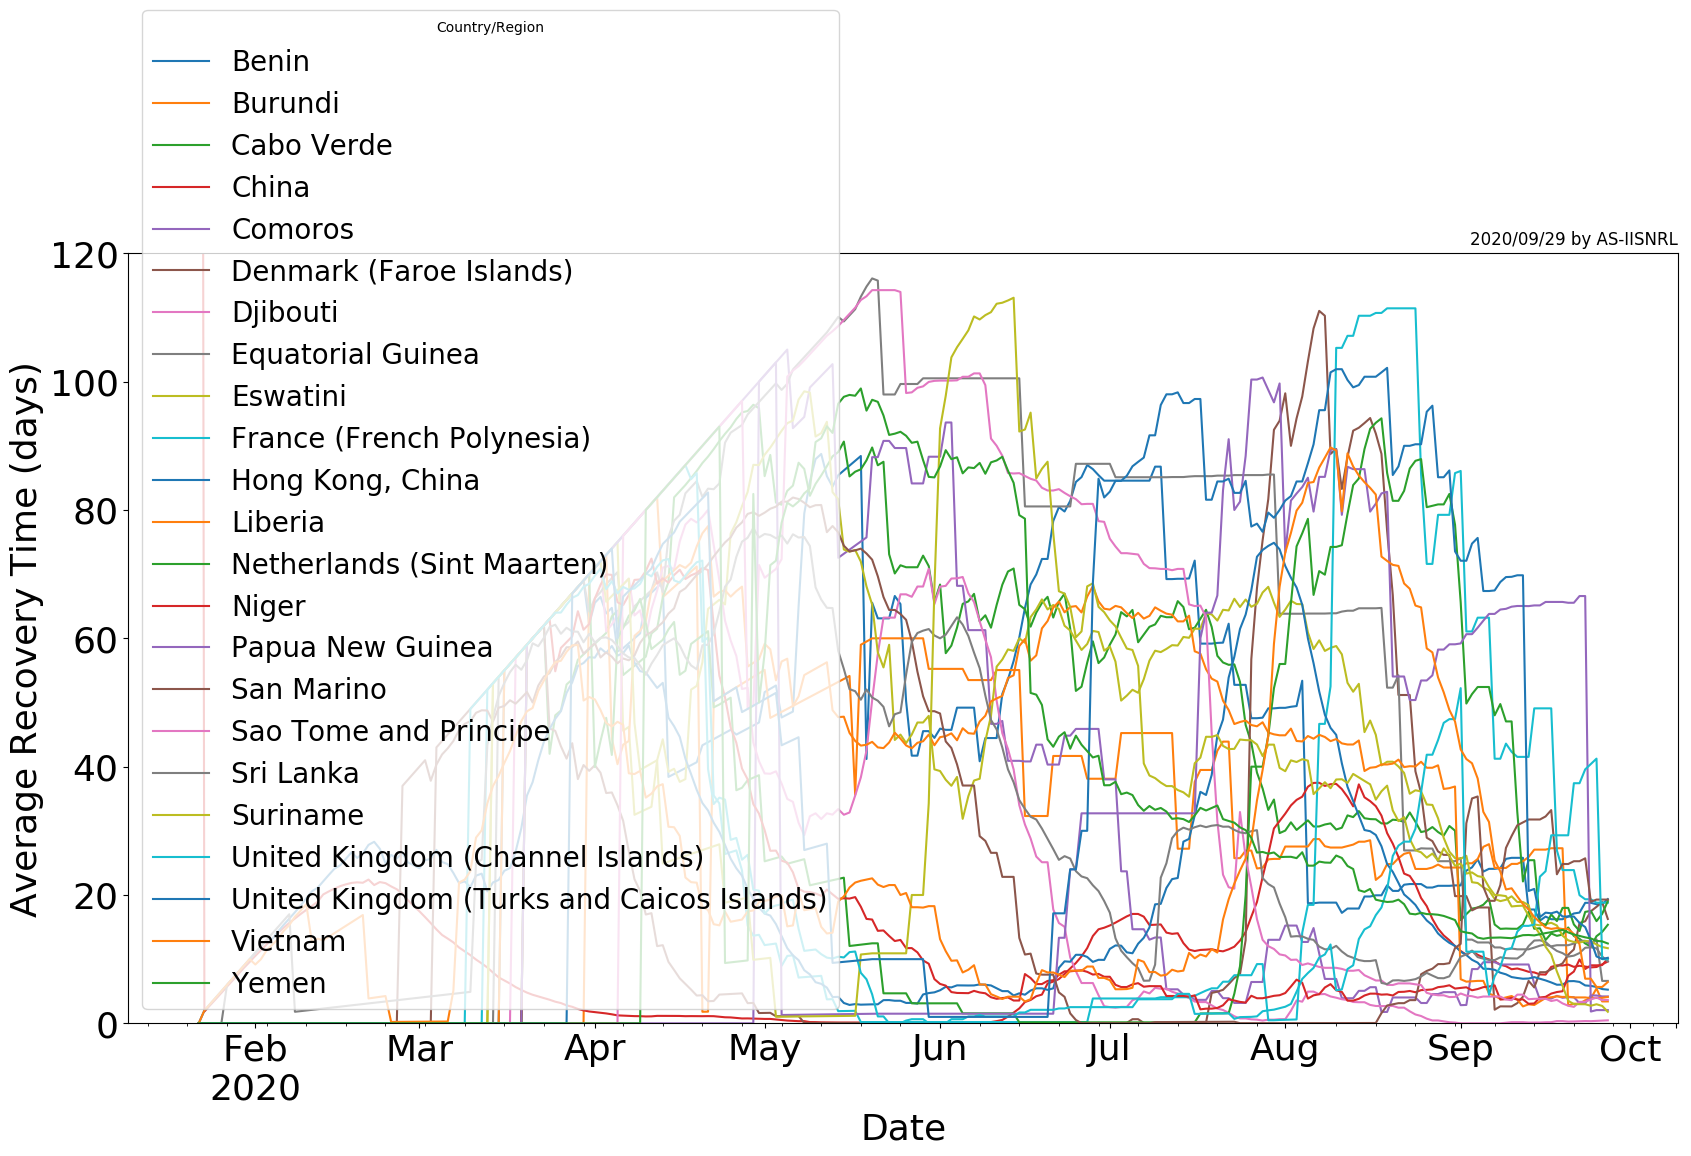 Country/Region
Benin
Burundi
Cabo Verde
China
Comoros
Denmark (Faroe Islands)
Djibouti
Equatorial Guinea
Eswatini
France (French Polynesia)
Hong Kong, China
Liberia
Netherlands (Sint Maarten)
Niger
Papua New Guinea
San Marino
Sao Tome and Principe
Sri Lanka
Suriname
United Kingdom (Channel Islands)
United Kingdom (Turks and Caicos Islands)
Vietnam
Yemen
2020/09/29 by AS-IISNRL
Average Recovery Time (days)
120
100
80
60
40
20
0
Feb Mar Apr May Jun Jul Aug Sep Oct
2020
Date